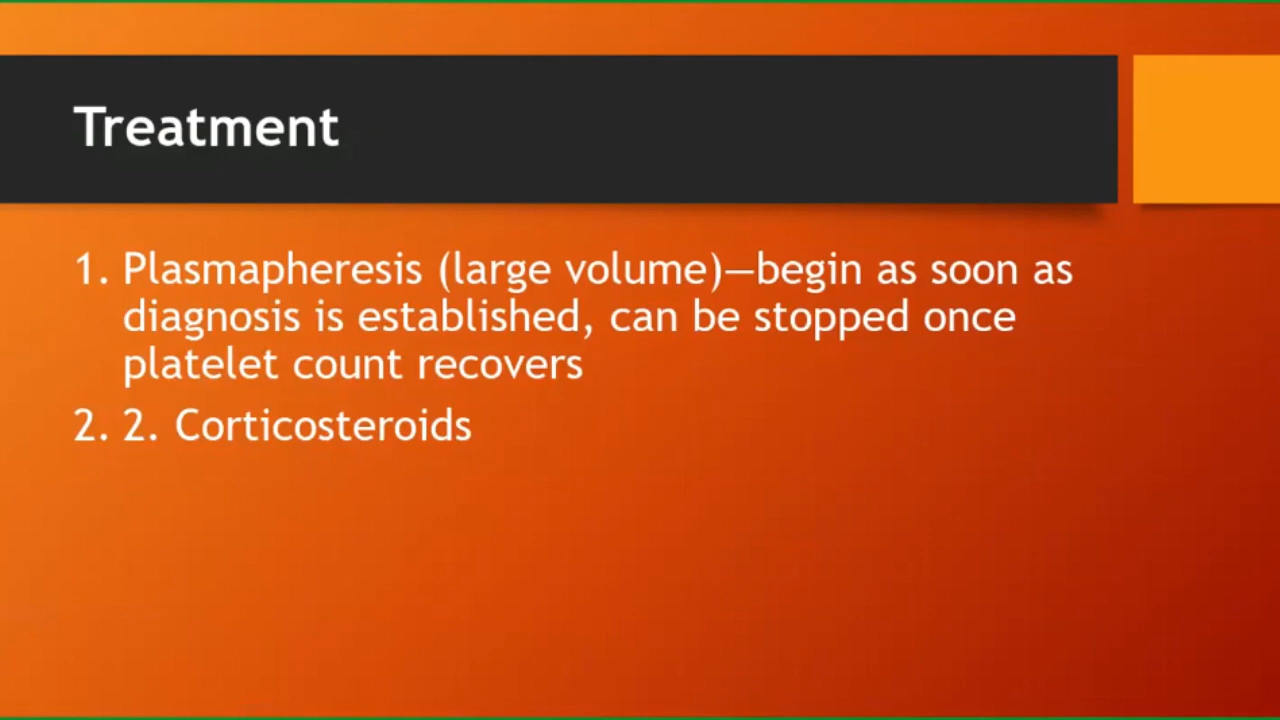 Treatment
1. Plasmapheresis (large volume)—begin as soon as
diagnosis is established, can be stopped once
platelet count recovers
2. 2. Corticosteroids